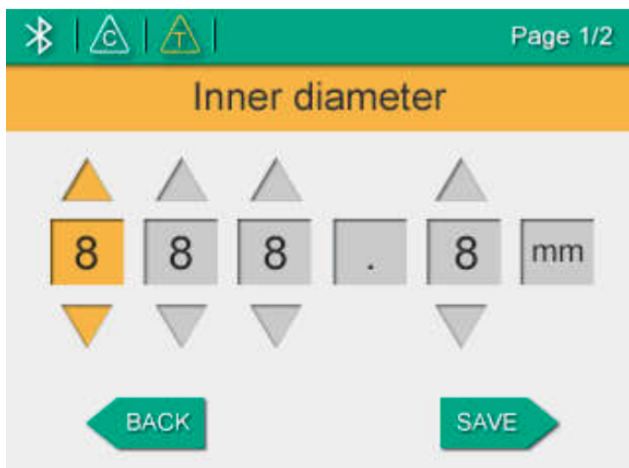 C T Page 1/2
Inner diameter
8 8 8 . 8 mm
BACK SAVE